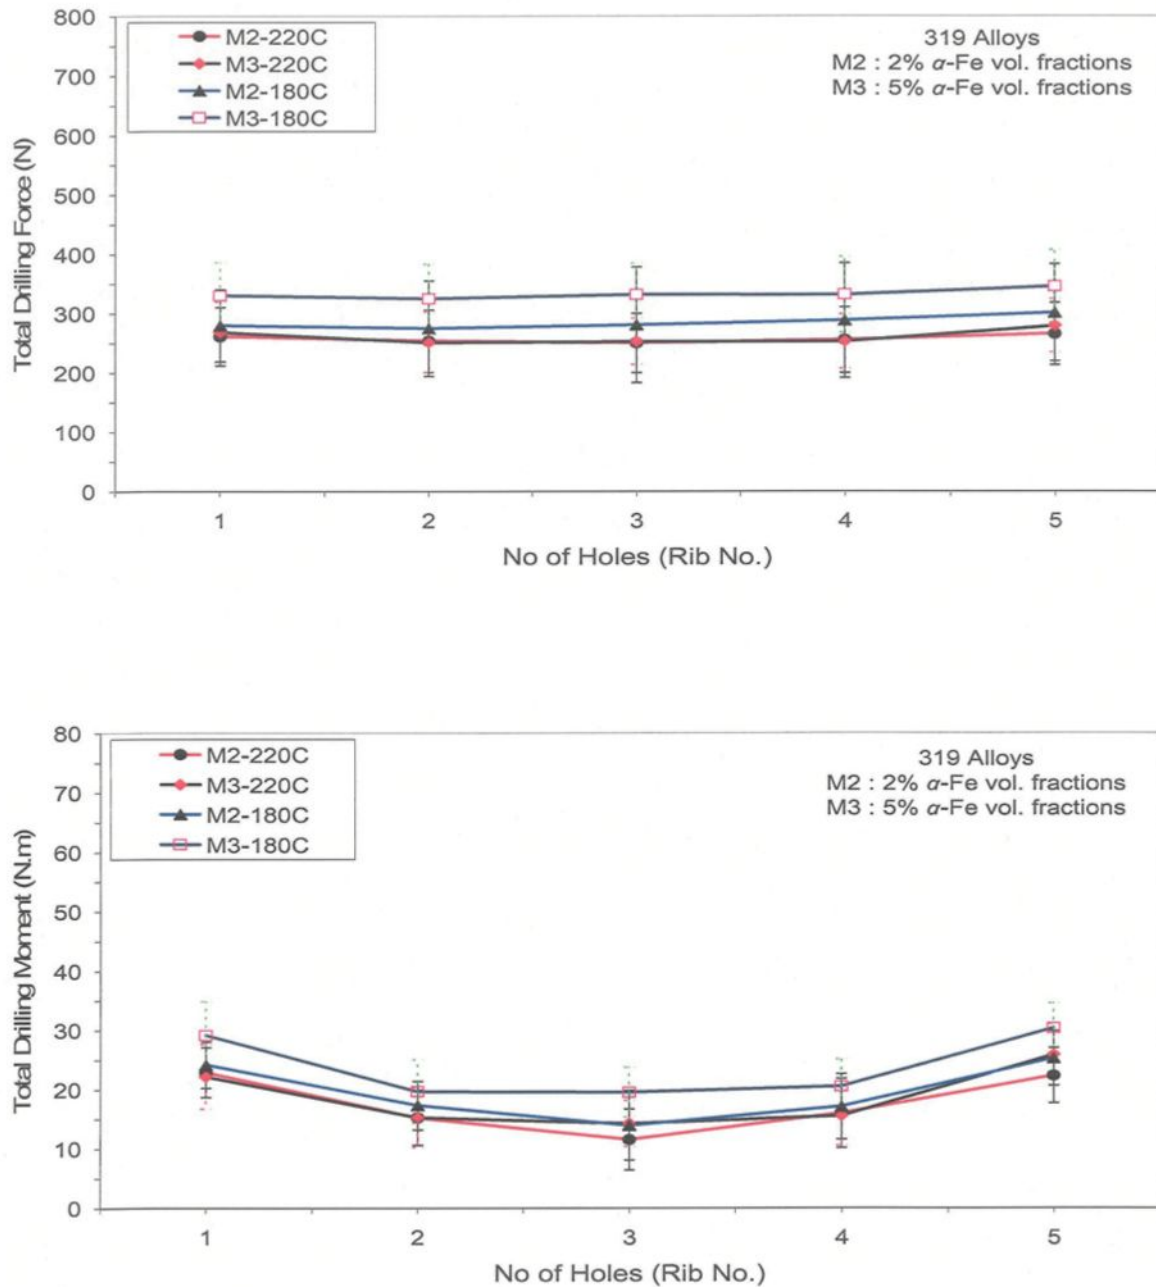 800
700
600
500
400
300
200
100
0
Total Drilling Force (N)
M2-220C
M3-220C
M2-180C
M3-180C
319 Alloys
M2 : 2% α-Fe vol. fractions
M3 : 5% α-Fe vol. fractions
1 2 3 4 5
No of Holes (Rib No.)
80
70
60
50
40
30
20
10
0
Total Drilling Moment (N.m)
M2-220C
M3-220C
M2-180C
M3-180C
319 Alloys
M2 : 2% α-Fe vol. fractions
M3 : 5% α-Fe vol. fractions
1 2 3 4 5
No of Holes (Rib No.)